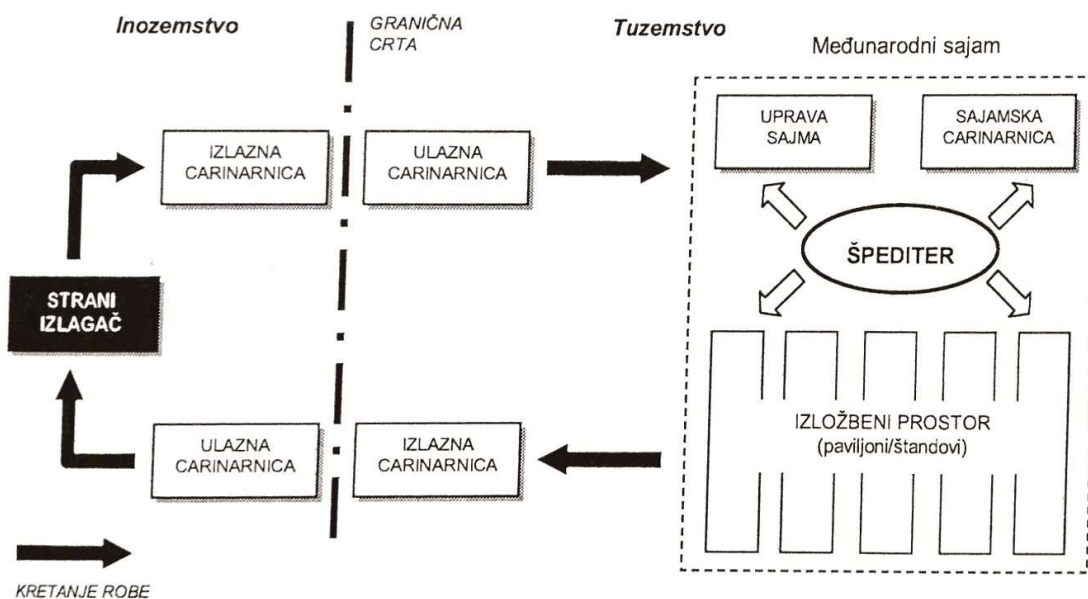 Inozemstvo
GRANIČNA
CRTA
Tuzemstvo
Međunarodni sajam
IZLAZNA
CARINARNICA
ULAZNA
CARINARNICA
UPRAVA
SAJMA
SAJAMSKA
CARINARNICA
ŠPEDITER
STRANI
IZLAGAČ
ULAZNA
CARINARNICA
IZLAZNA
CARINARNICA
IZLOŽBENI PROSTOR
(paviljoni/štandovi)
KRETANJE ROBE